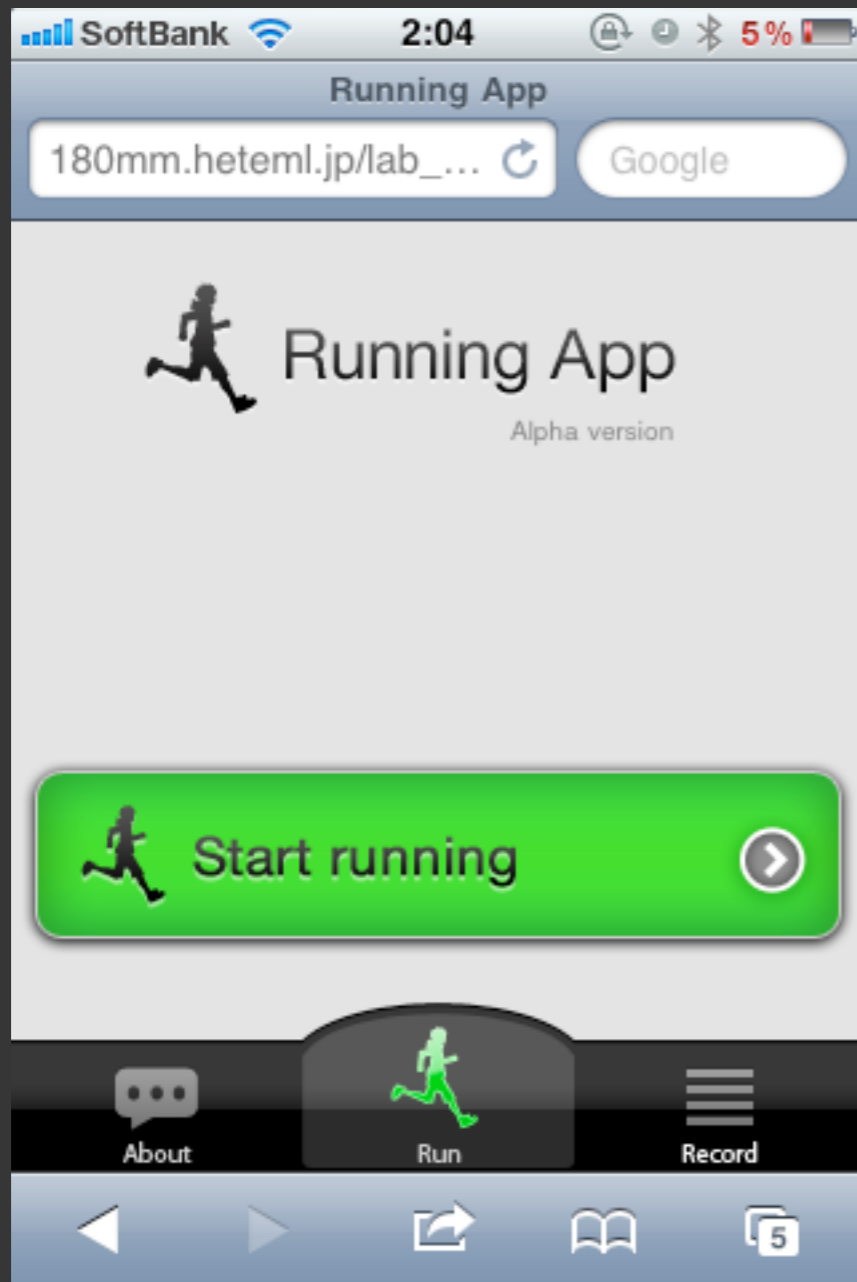 SoftBank 2:04 5%
Running App
180mm.heteml.jp/lab_... Google
Running App
Alpha version
Start running
About Run Record
5